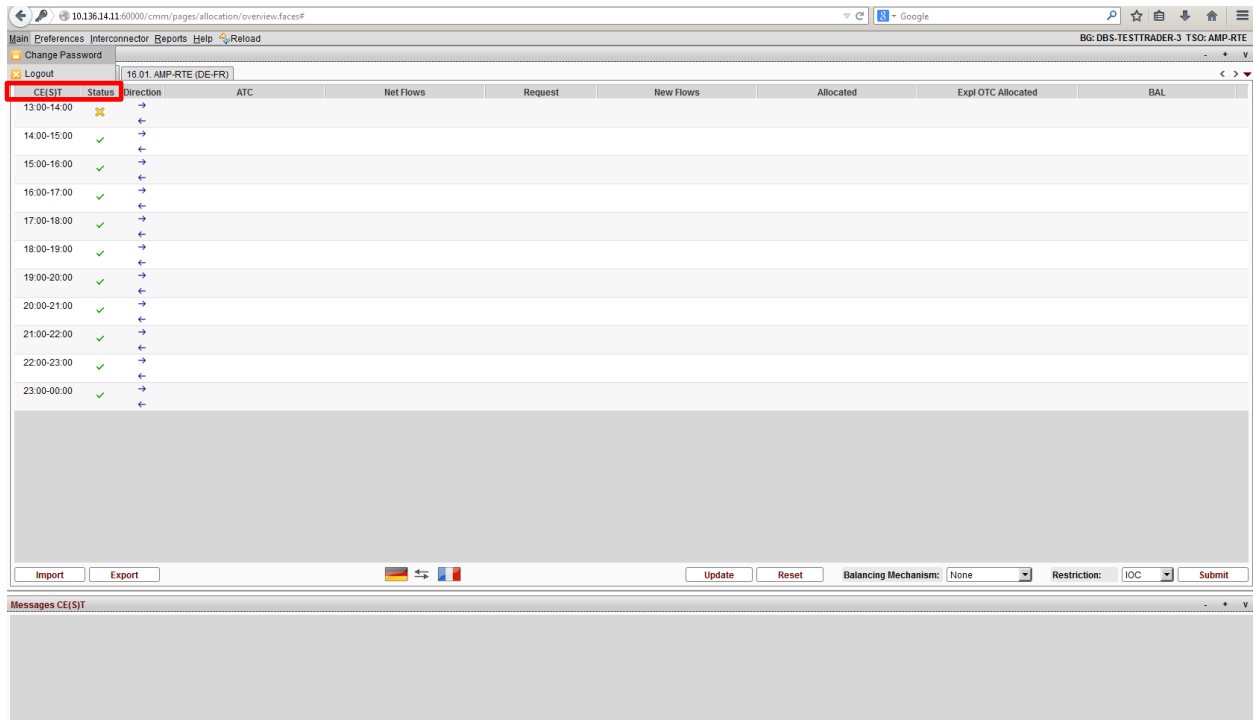 10.136.14.11:60000/cmm/pages/allocation/overview.faces#
8 Google
Main Preferences Interconnector Reports Help Reload
BG: DBS-TESTTRADER-3 TSO: AMP-RTE
Change Password
- + v
Logout
16.01. AMP-RTE (DE-FR)
CE(S)T Status Direction ATC Net Flows Request New Flows Allocated Expl OTC Allocated BAL
13:00-14:00
14:00-15:00
15:00-16:00
16:00-17:00
17:00-18:00
18:00-19:00
19:00-20:00
20:00-21:00
21:00-22:00
22:00-23:00
23:00-00:00
Import Export Update Reset Balancing Mechanism: None Restriction: IOC Submit
Messages CE(S)T
- + v